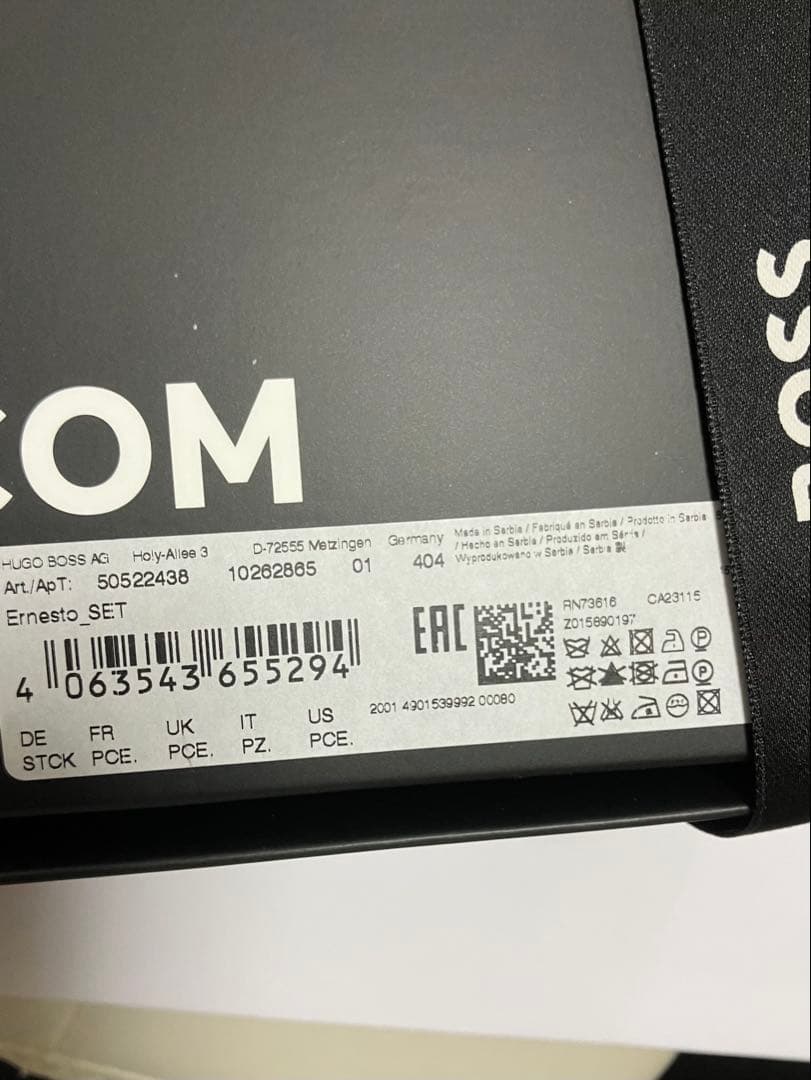 COM
BOSS
HUGO BOSS AG Holy-Allee 3 D-72555 Metzingen Germany
Made in Serbia / Fabriqué en Serbie / Prodotto in Serbia
/ Hecho en Serbia / Produzido em Sérvia /
Wyprodukowano w Serbia / Serbia
Art./АРТ: 50522438 10262865 01 404
Ernesto_SET
4 063543 655294
EAC
RN73616 CA23115
Z015890197
2001 4901539992 00080
DE FR UK IT US
STCK PCE. PCE. PZ. PCE.